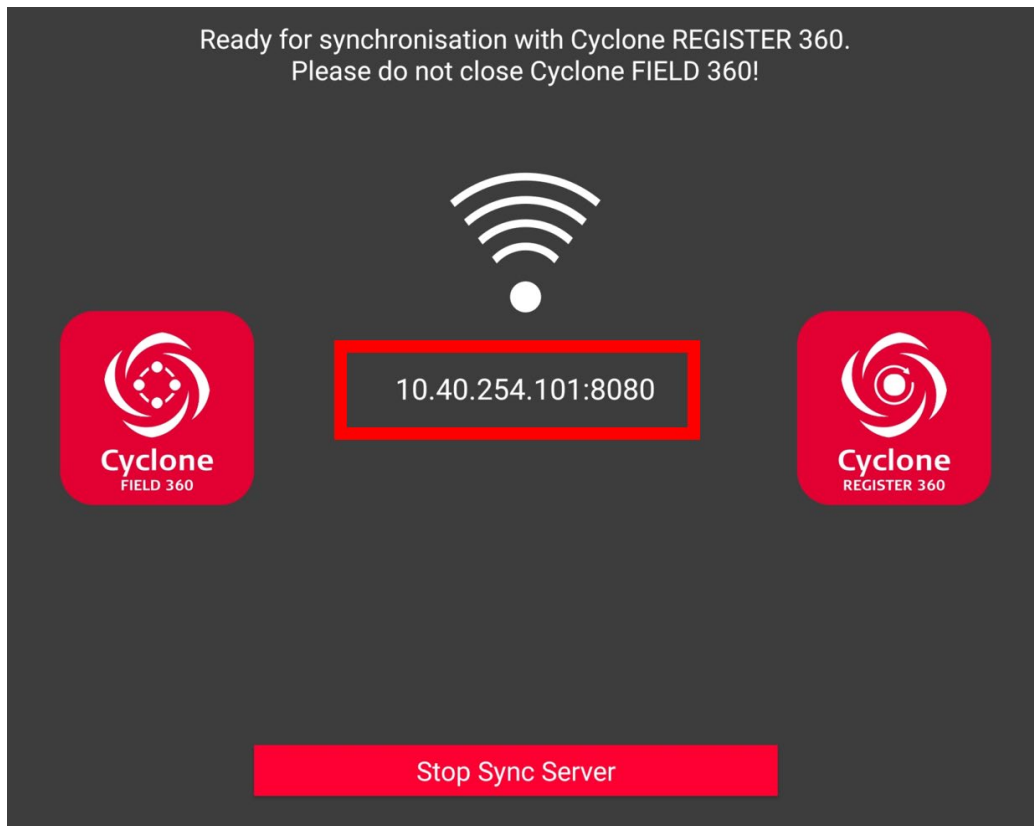 Ready for synchronisation with Cyclone REGISTER 360.
Please do not close Cyclone FIELD 360!
10.40.254.101:8080
Cyclone
FIELD 360
Cyclone
REGISTER 360
Stop Sync Server